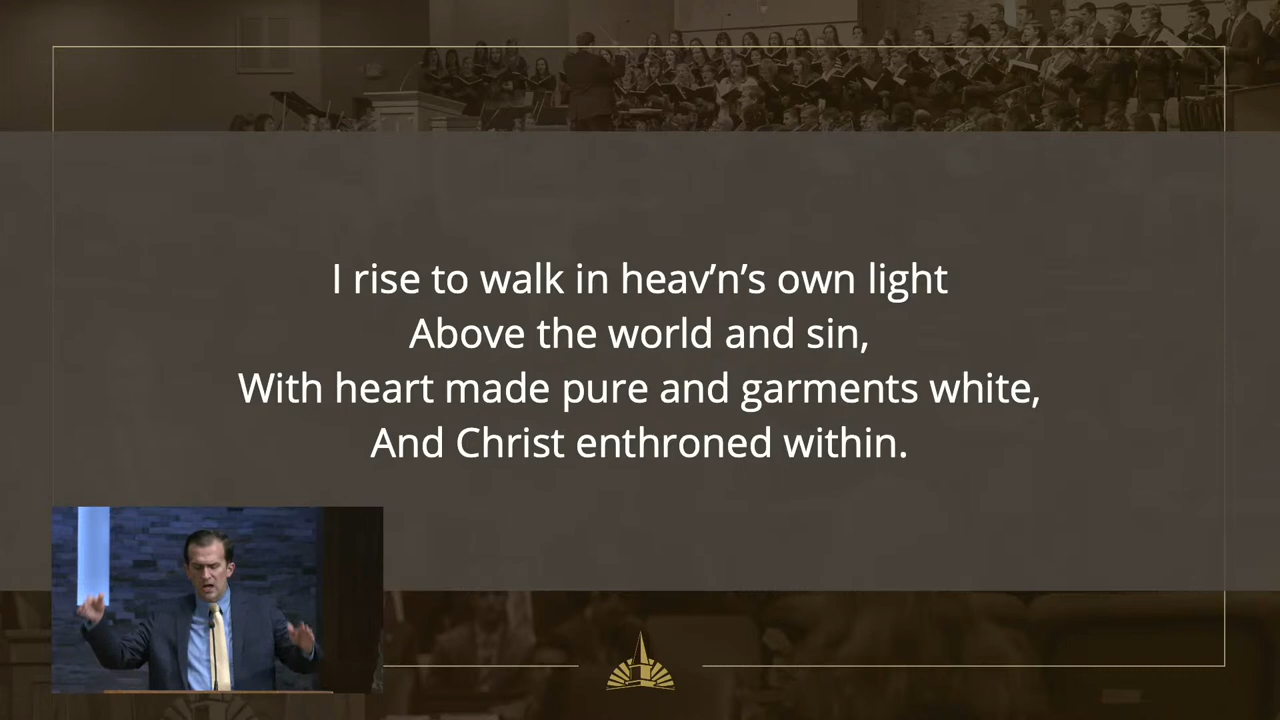 I rise to walk in heav’n’s own light
Above the world and sin,
With heart made pure and garments white,
And Christ enthroned within.